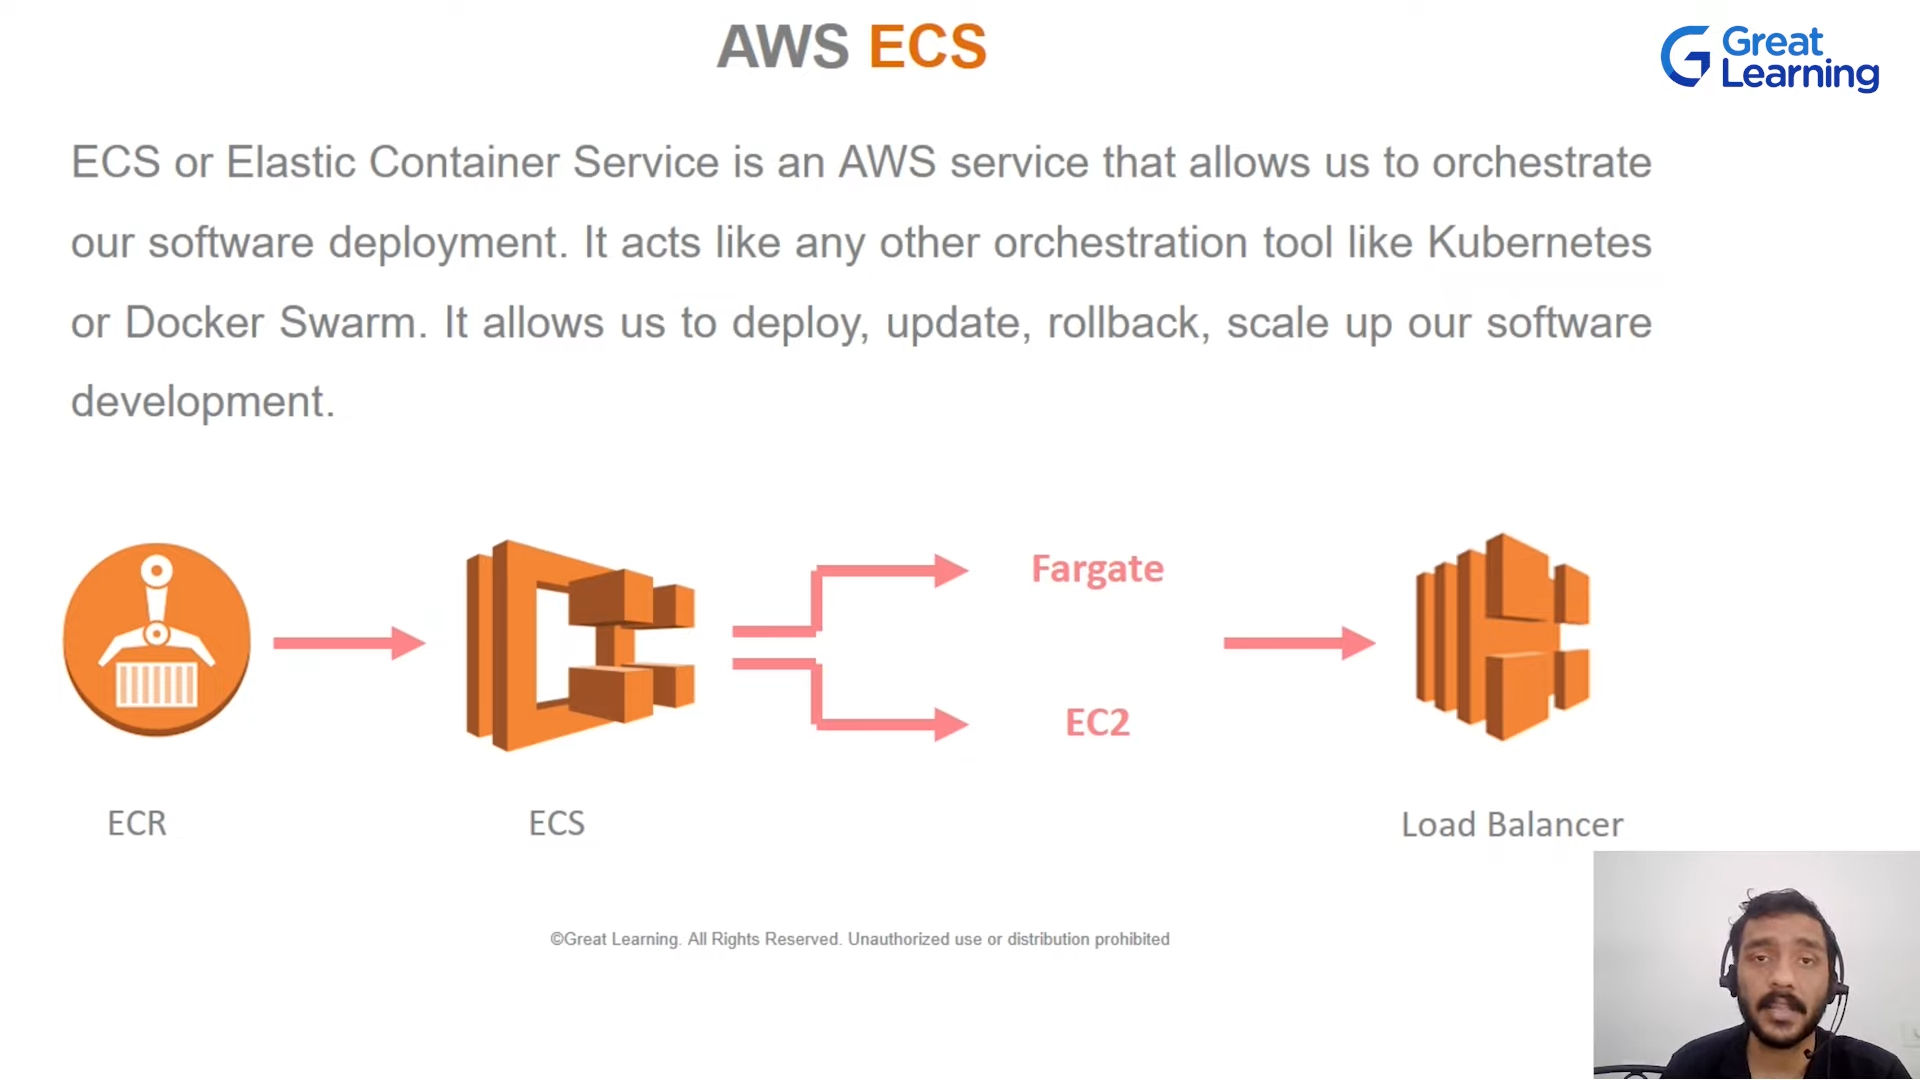 AWS ECS
Great
Learning
ECS or Elastic Container Service is an AWS service that allows us to orchestrate
our software deployment. It acts like any other orchestration tool like Kubernetes
or Docker Swarm. It allows us to deploy, update, rollback, scale up our software
development.
Fargate
EC2
ECR
ECS
Load Balancer
©Great Learning. All Rights Reserved. Unauthorized use or distribution prohibited